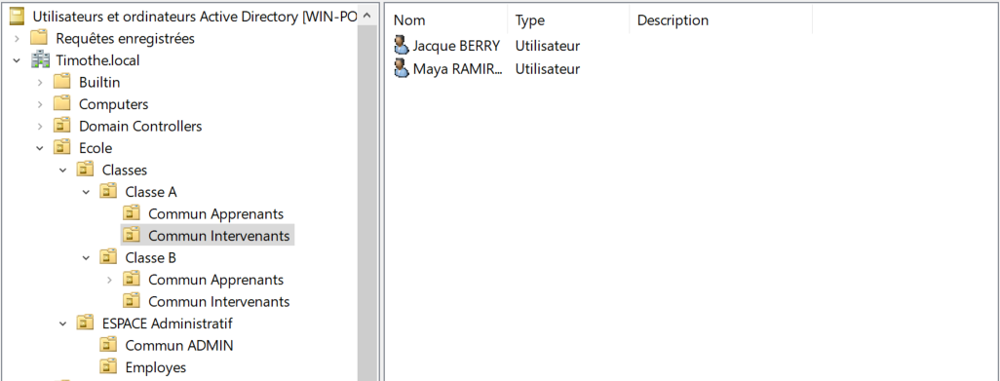 Utilisateurs et ordinateurs Active Directory [WIN-PO
Requêtes enregistrées
Timothe.local
Builtin
Computers
Domain Controllers
Ecole
Classes
Classe A
Commun Apprenants
Commun Intervenants
Classe B
Commun Apprenants
Commun Intervenants
ESPACE Administratif
Commun ADMIN
Employes
Nom Type Description
Jacque BERRY Utilisateur
Maya RAMIR... Utilisateur